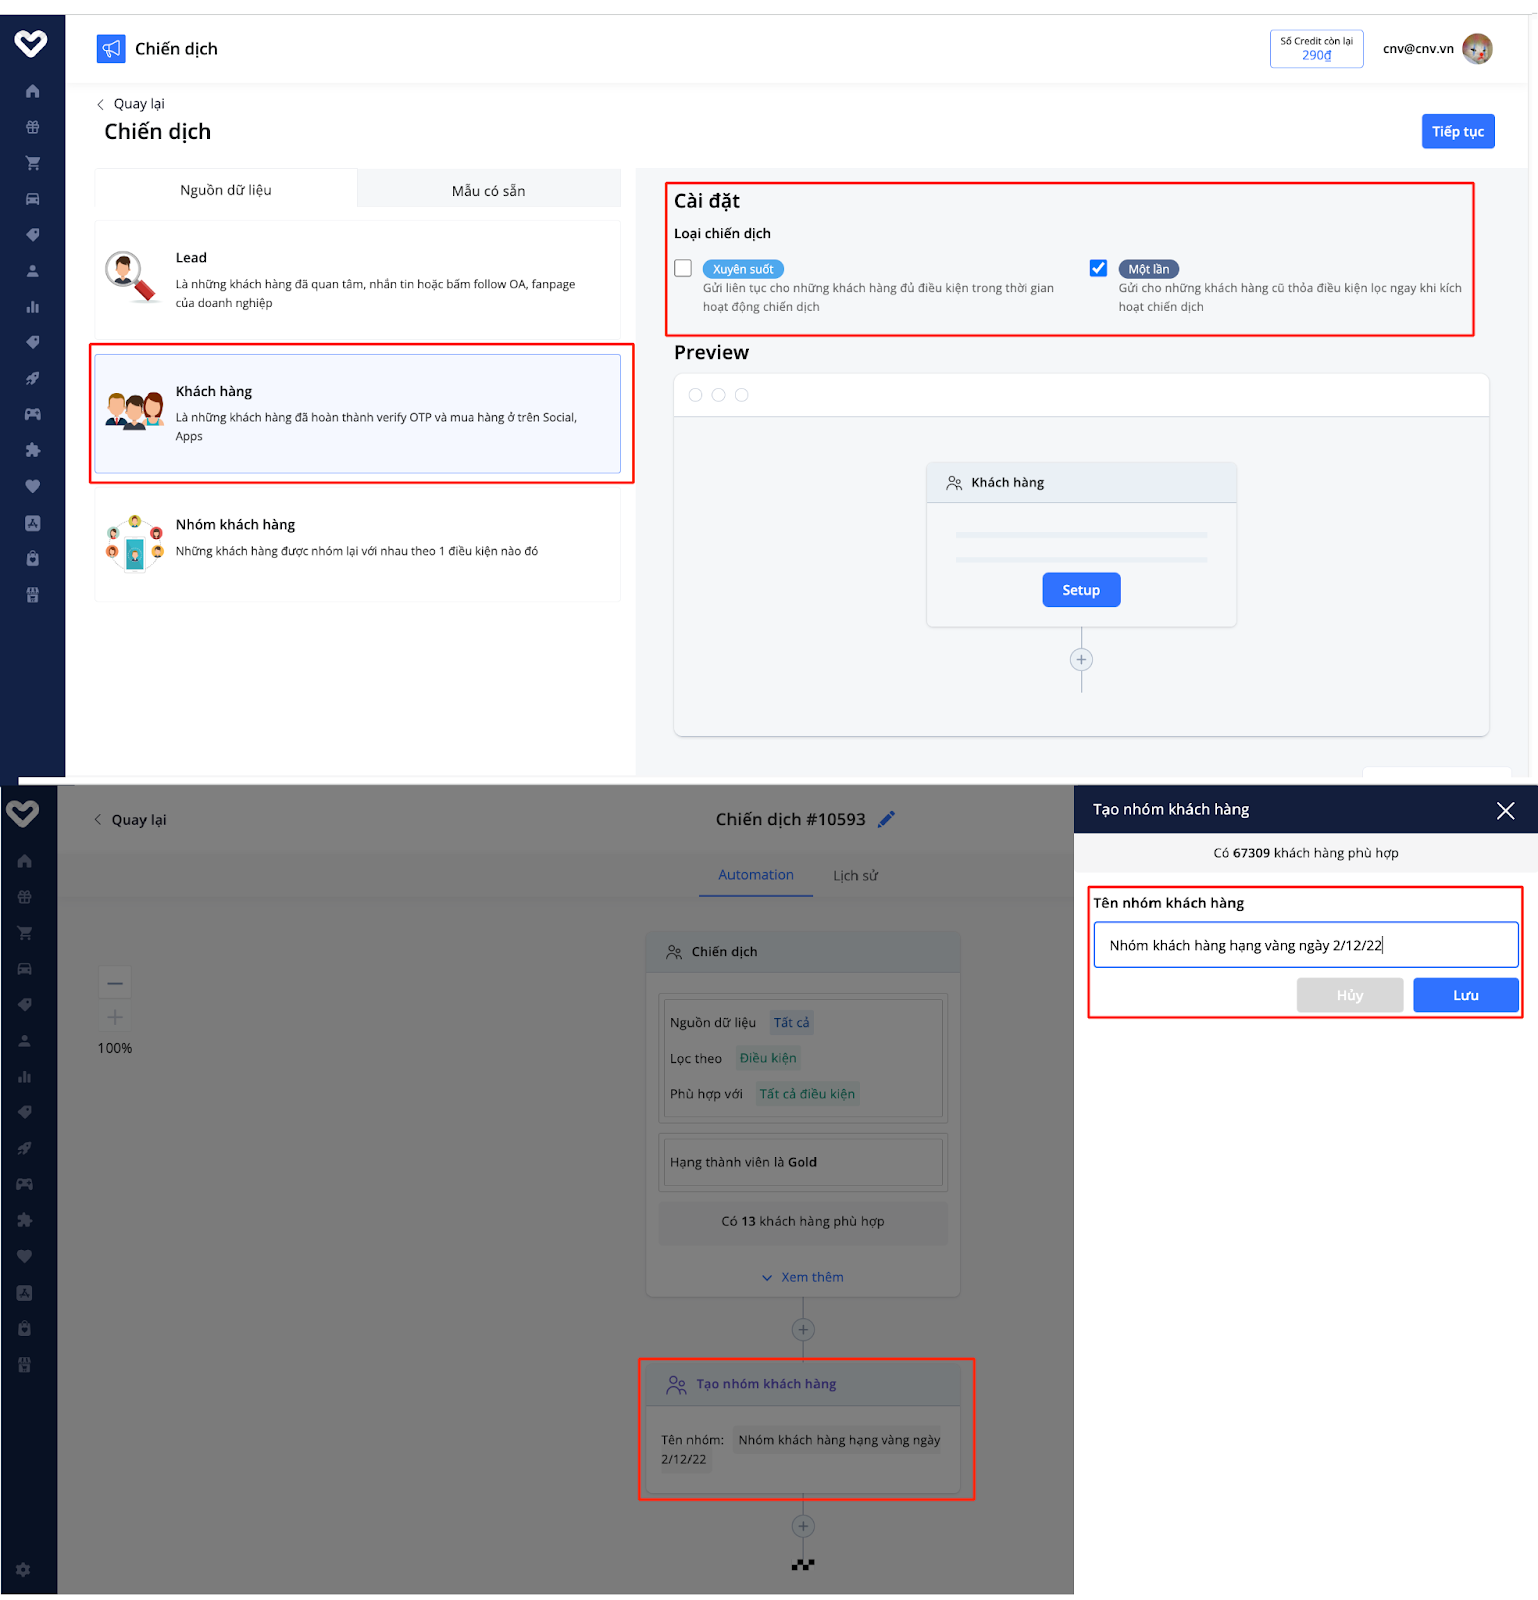 Chiến dịch
Số Credit còn lại
290₫
cnv@cnv.vn
Quay lại
Chiến dịch
Tiếp tục
Nguồn dữ liệu
Mẫu có sẵn
Lead
Là những khách hàng đã quan tâm, nhắn tin hoặc bấm follow OA, fanpage
của doanh nghiệp
Khách hàng
Là những khách hàng đã hoàn thành verify OTP và mua hàng ở trên Social,
Apps
Nhóm khách hàng
Những khách hàng được nhóm lại với nhau theo 1 điều kiện nào đó
Cài đặt
Loại chiến dịch
Xuyên suốt
Gửi liên tục cho những khách hàng đủ điều kiện trong thời gian
hoạt động chiến dịch
Một lần
Gửi cho những khách hàng cũ thỏa điều kiện lọc ngay khi kích
hoạt chiến dịch
Preview
Khách hàng
Setup
Quay lại
Chiến dịch #10593
Automation
Lịch sử
100%
Chiến dịch
Nguồn dữ liệu Tất cả
Lọc theo Điều kiện
Phù hợp với Tất cả điều kiện
Hạng thành viên là Gold
Có 13 khách hàng phù hợp
Xem thêm
Tạo nhóm khách hàng
Tên nhóm: Nhóm khách hàng hạng vàng ngày
2/12/22
Tạo nhóm khách hàng
Có 67309 khách hàng phù hợp
Tên nhóm khách hàng
Nhóm khách hàng hạng vàng ngày 2/12/22
Hủy
Lưu